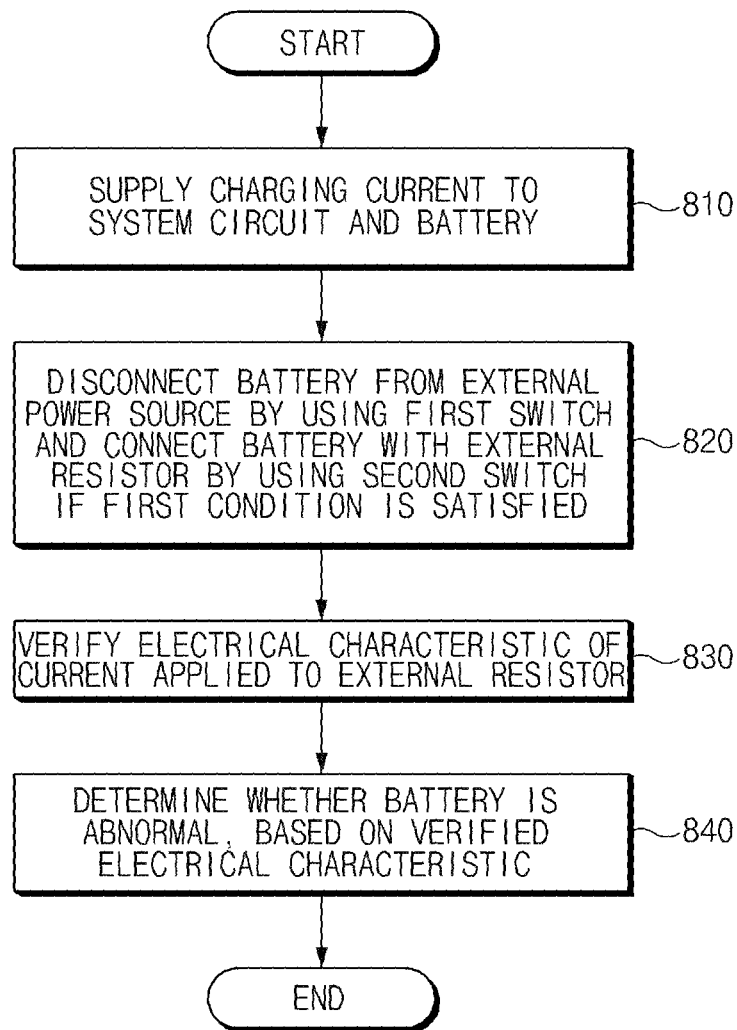 START
SUPPLY CHARGING CURRENT TO
SYSTEM CIRCUIT AND BATTERY
810
DISCONNECT BATTERY FROM EXTERNAL
POWER SOURCE BY USING FIRST SWITCH
AND CONNECT BATTERY WITH EXTERNAL
RESISTOR BY USING SECOND SWITCH
IF FIRST CONDITION IS SATISFIED
820
VERIFY ELECTRICAL CHARACTERISTIC OF
CURRENT APPLIED TO EXTERNAL RESISTOR
830
DETERMINE WHETHER BATTERY IS
ABNORMAL, BASED ON VERIFIED
ELECTRICAL CHARACTERISTIC
840
END